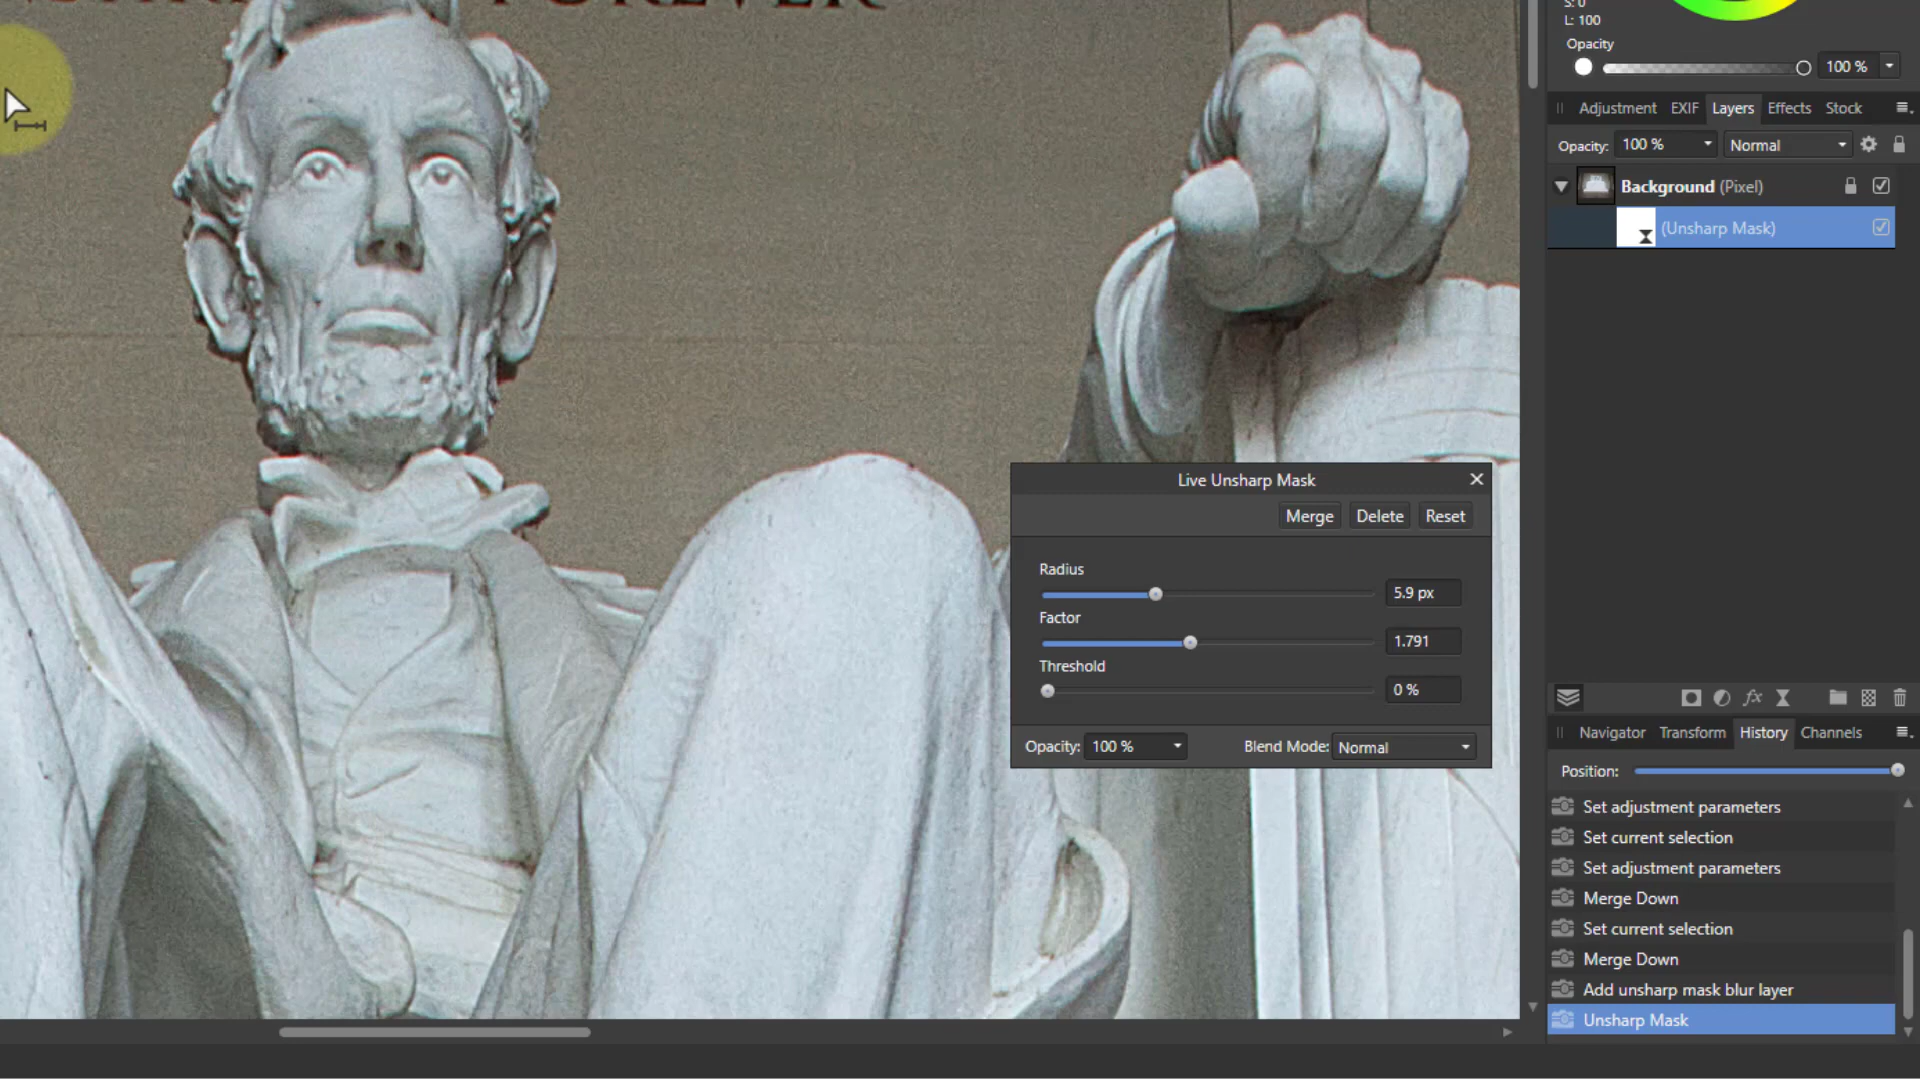 FOREVER
S: 0
L: 100
Opacity
100 %
Adjustment EXIF Layers Effects Stock
Opacity: 100 % Normal
Background (Pixel)
(Unsharp Mask)
Live Unsharp Mask
Merge Delete Reset
Radius
5.9 px
Factor
1.791
Threshold
0 %
Opacity: 100 % Blend Mode: Normal
Navigator Transform History Channels
Position:
Set adjustment parameters
Set current selection
Set adjustment parameters
Merge Down
Set current selection
Merge Down
Add unsharp mask blur layer
Unsharp Mask